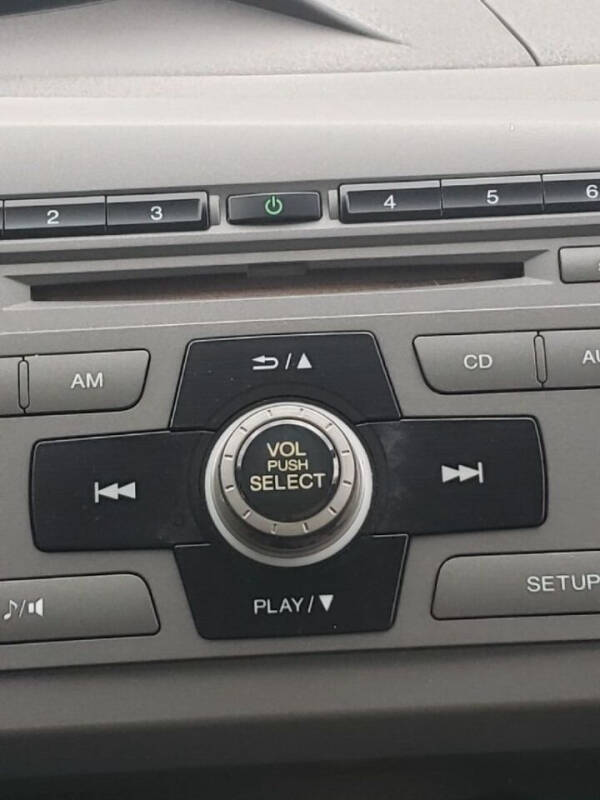 2 3 4 5 6
AM
CD
VOL
PUSH
SELECT
PLAY/▼
SETUP